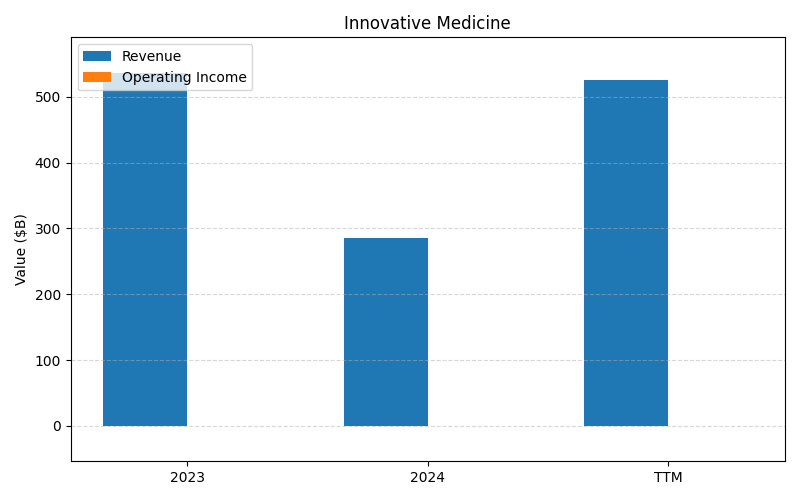 Innovative Medicine
Revenue
Operating Income
Value ($B)
500
400
300
200
100
0
2023
2024
TTM